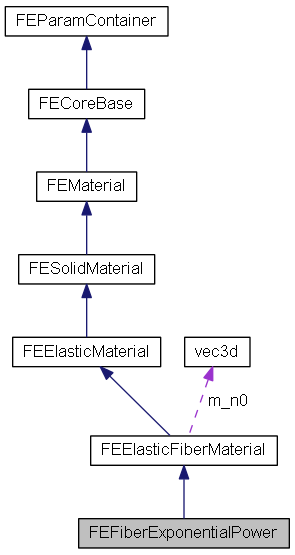 FEParamContainer
FECoreBase
FEMaterial
FESolidMaterial
FEElasticMaterial
vec3d
m_n0
FEElasticFiberMaterial
FEFiberExponentialPower